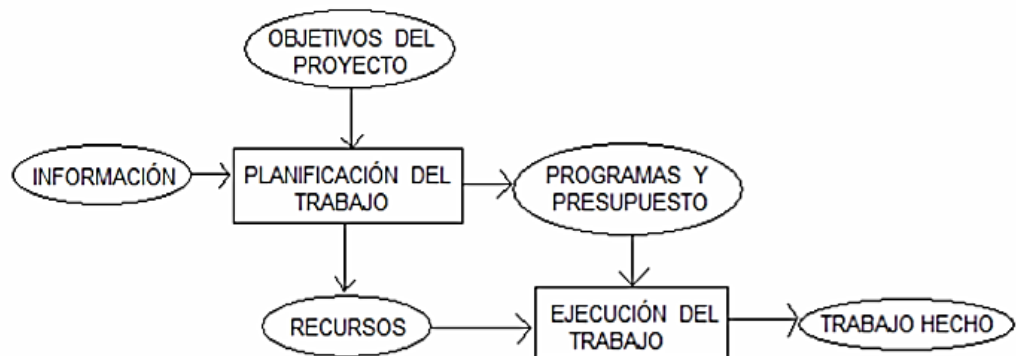 OBJETIVOS DEL
PROYECTO
INFORMACIÓN
PLANIFICACIÓN DEL
TRABAJO
PROGRAMAS Y
PRESUPUESTO
RECURSOS
EJECUCIÓN DEL
TRABAJO
TRABAJO HECHO